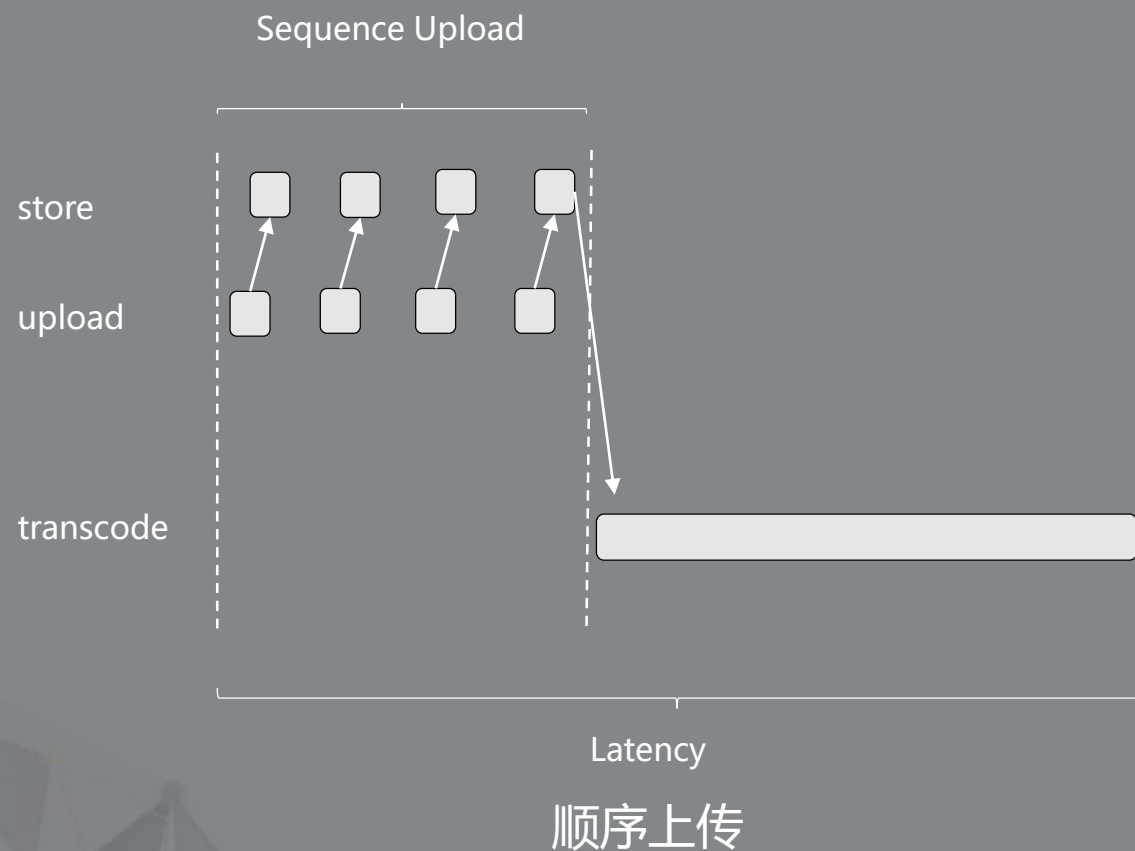 Sequence Upload
store
upload
transcode
Latency
顺序上传